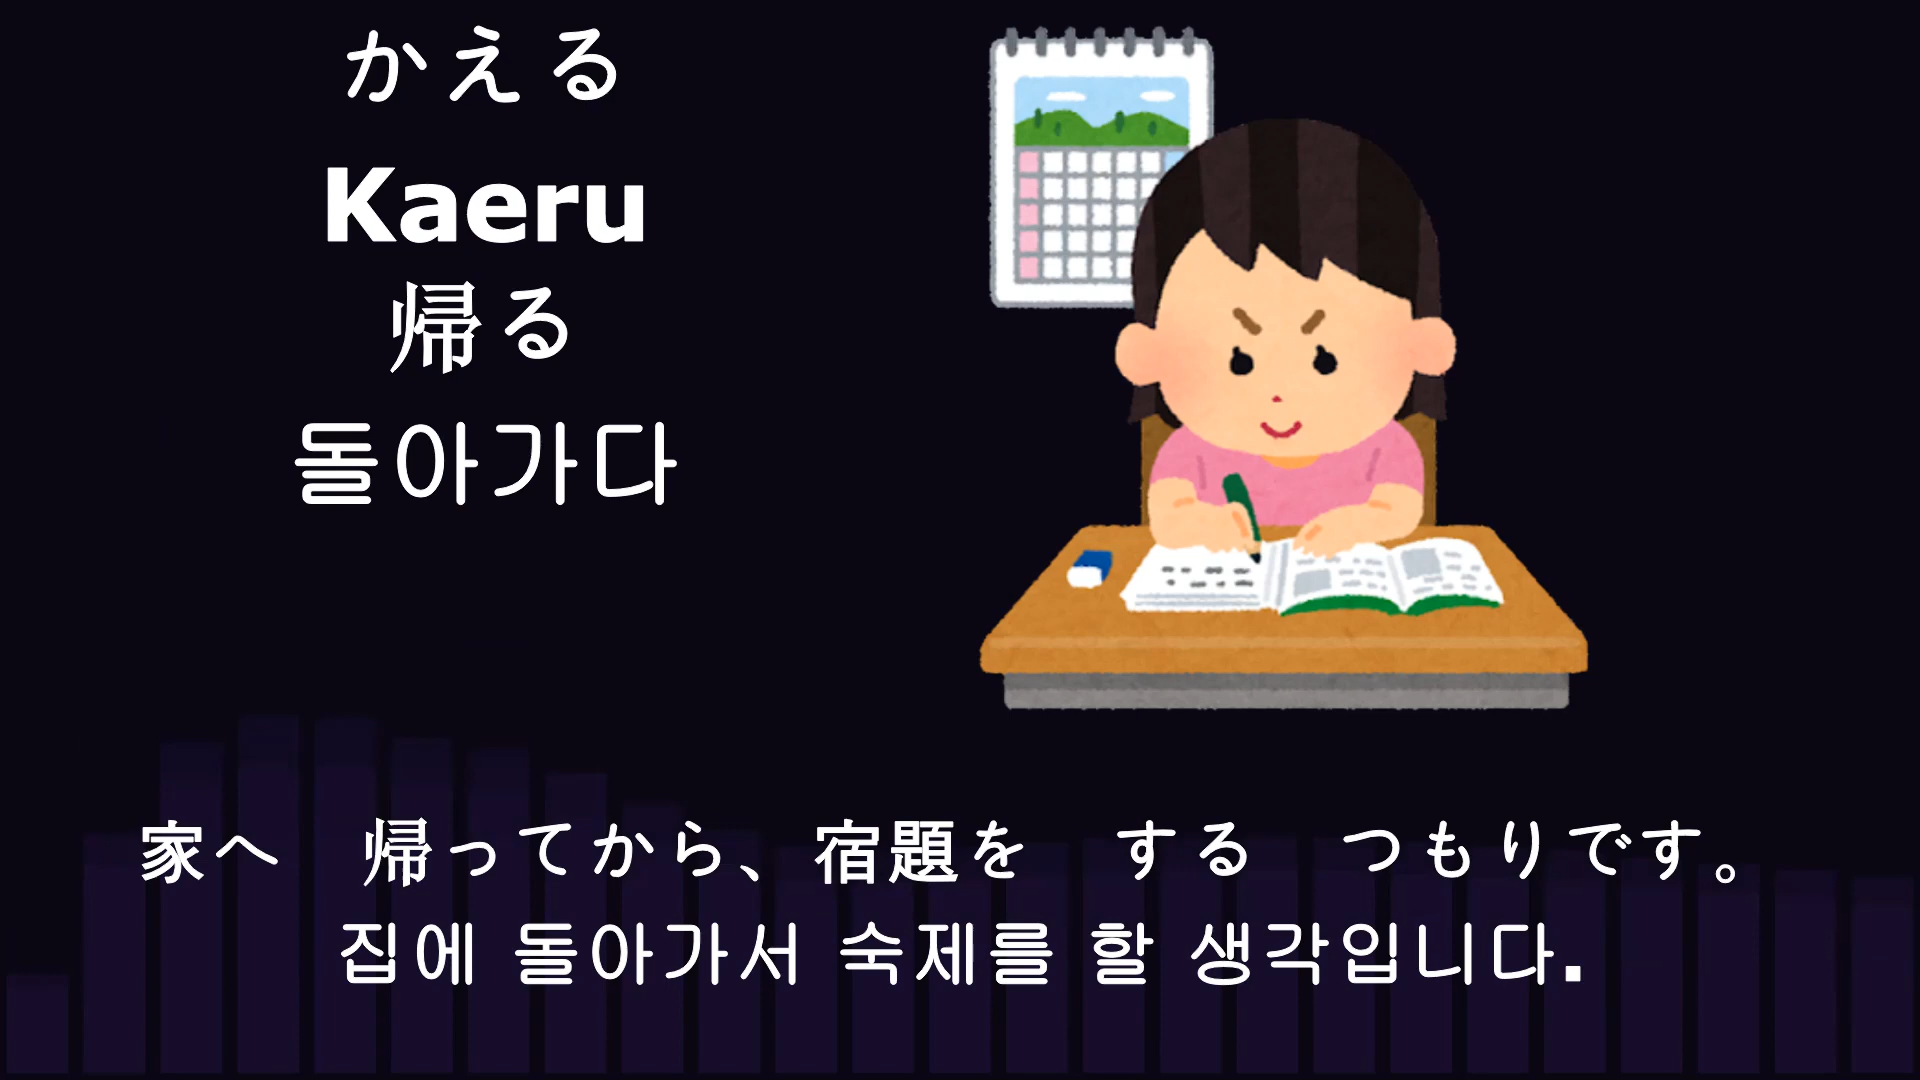 かえる
Kaeru
帰る
돌아가다
家へ　帰ってから、宿題を　する　つもりです。
집에 돌아가서 숙제를 할 생각입니다.